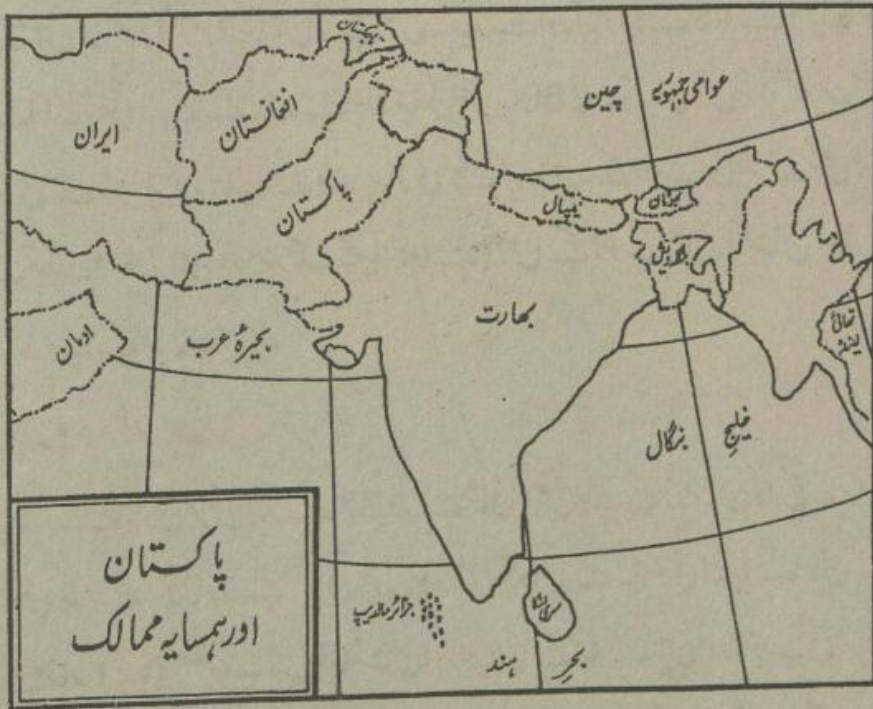 تاجکستان
عوامی جمہوریہ چین
افغانستان
ایران
پاکستان
نیپال
بھوٹان
بنگلہ دیش
بھارت
تھائی
لینڈ
اومان
بحیرۂ عرب
خلیج بنگال
پاکستان
اور ہمسایہ ممالک
جزائر مالدیپ
سری لنکا
بحرِ ہند